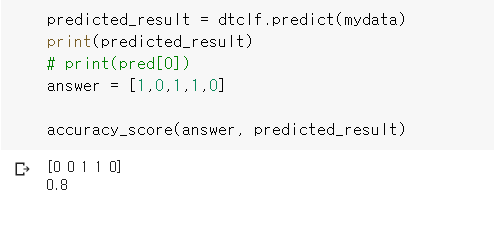 predicted_result = dtclf.predict(mydata)
print(predicted_result)
# print(pred[0])
answer = [1,0,1,1,0]
accuracy_score(answer, predicted_result)
[0 0 1 1 0]
0.8